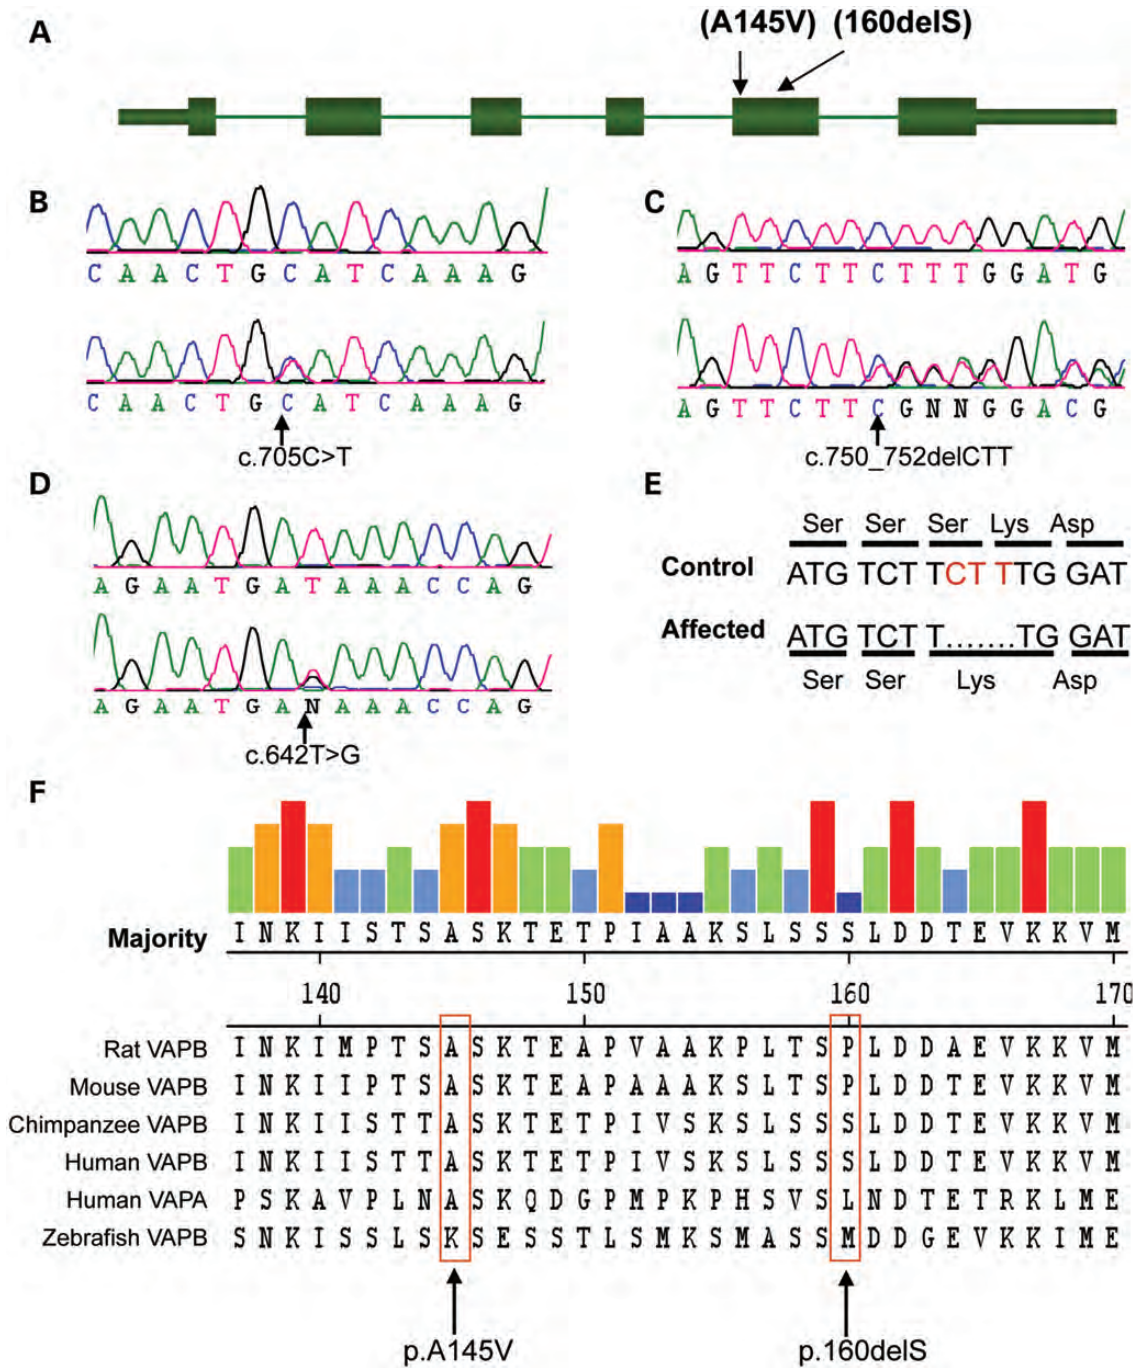 A
(A145V) (160delS)
B
C A A C T G C A T C A A A G
C A A C T G C A T C A A A G
c.705C>T
C
A G T T C T T C T T T G G A T G
A G T T C T T C G N N G G A C G
c.750_752delCTT
D
A G A A T G A T A A A C C A G
A G A A T G A N A A A C C A G
c.642T>G
E
Ser Ser Ser Lys Asp
Control ATG TCT TCT TTG GAT
Affected ATG TCT T.......TG GAT
Ser Ser Lys Asp
F
Majority I N K I I S T S A S K T E T P I A A K S L S S S L D D T E V K K V M
140 150 160 170
Rat VAPB I N K I M P T S A S K T E A P V A A K P L T S P L D D A E V K K V M
Mouse VAPB I N K I I P T S A S K T E A P A A A K S L T S P L D D T E V K K V M
Chimpanzee VAPB I N K I I S T T A S K T E T P I V S K S L S S S L D D T E V K K V M
Human VAPB I N K I I S T T A S K T E T P I V S K S L S S S L D D T E V K K V M
Human VAPA P S K A V P L N A S K Q D G P M P K P H S V S L N D T E T R K L M E
Zebrafish VAPB S N K I S S L S K S E S S T L S M K S M A S S M D D G E V K K I M E
p.A145V p.160delS